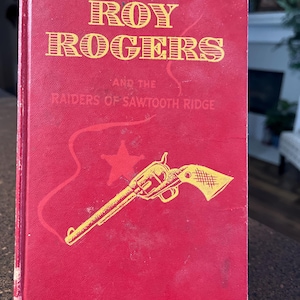 ROY
ROGERS
AND THE
RAIDERS OF SAWTOOTH RIDGE